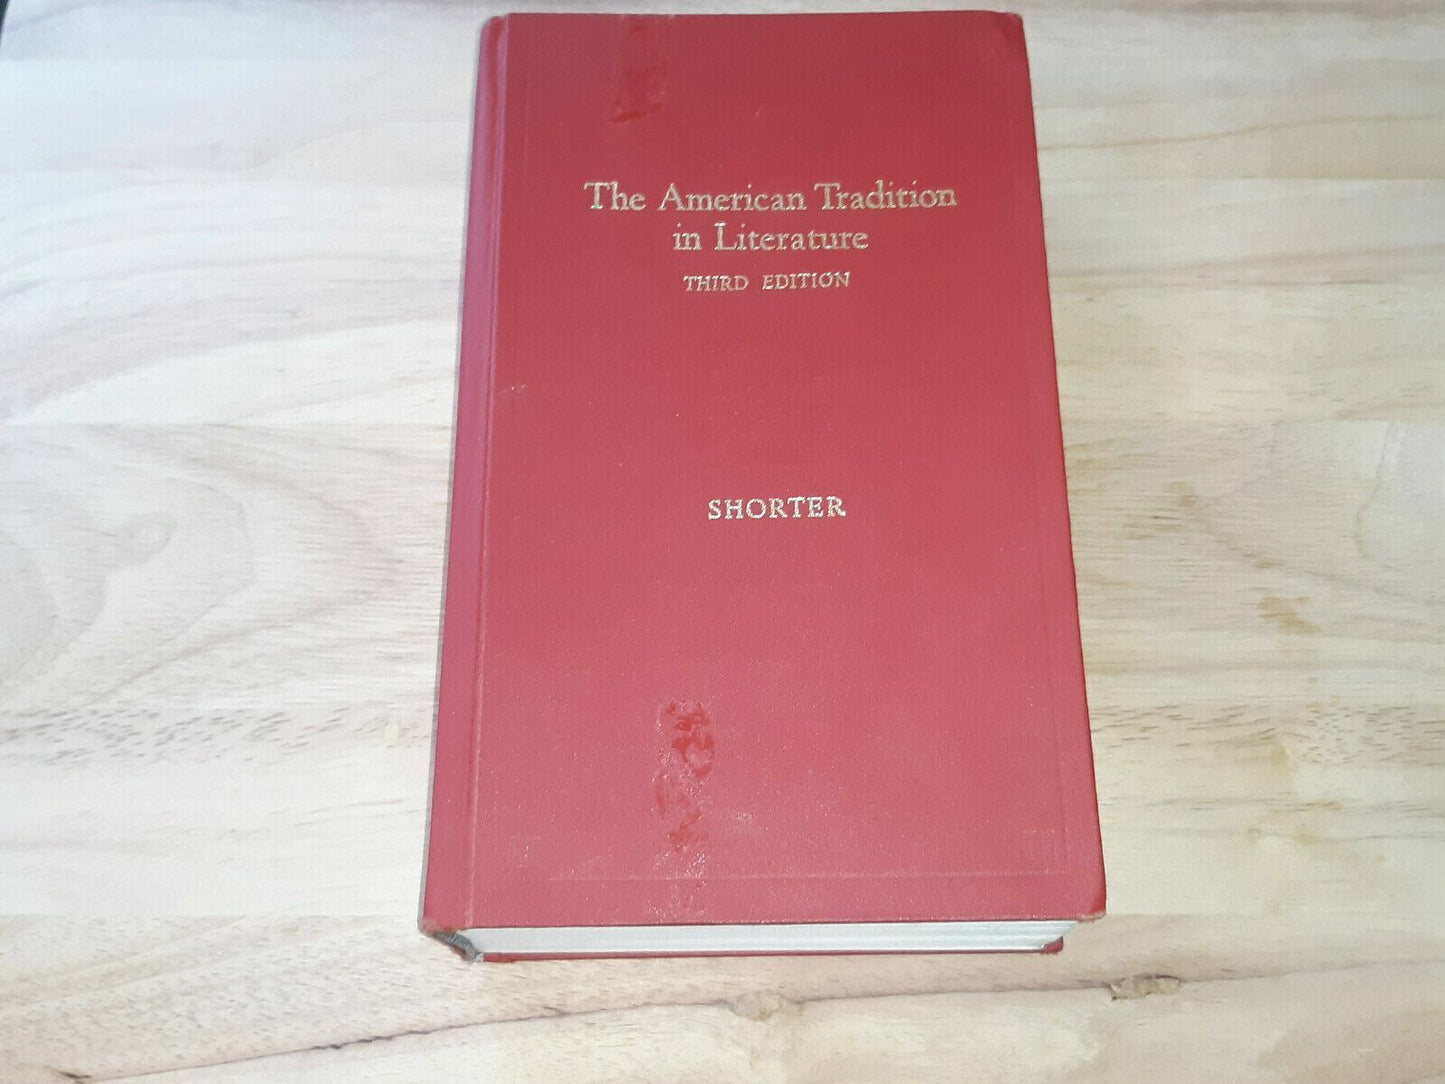 The American Tradition
in Literature
THIRD EDITION
SHORTER